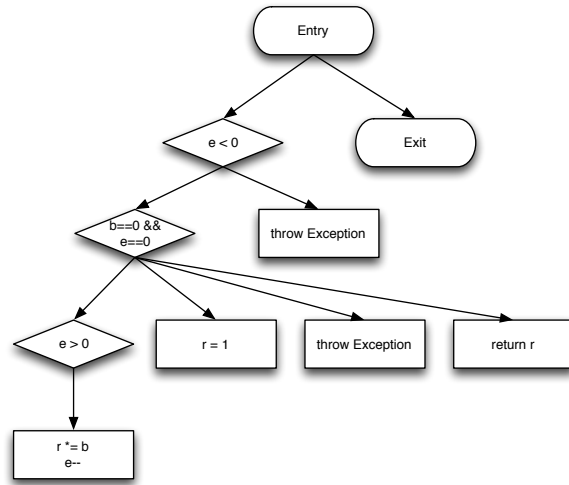 Entry
e < 0
Exit
b==0 &&
e==0
throw Exception
e > 0
r = 1
throw Exception
return r
r *= b
e--